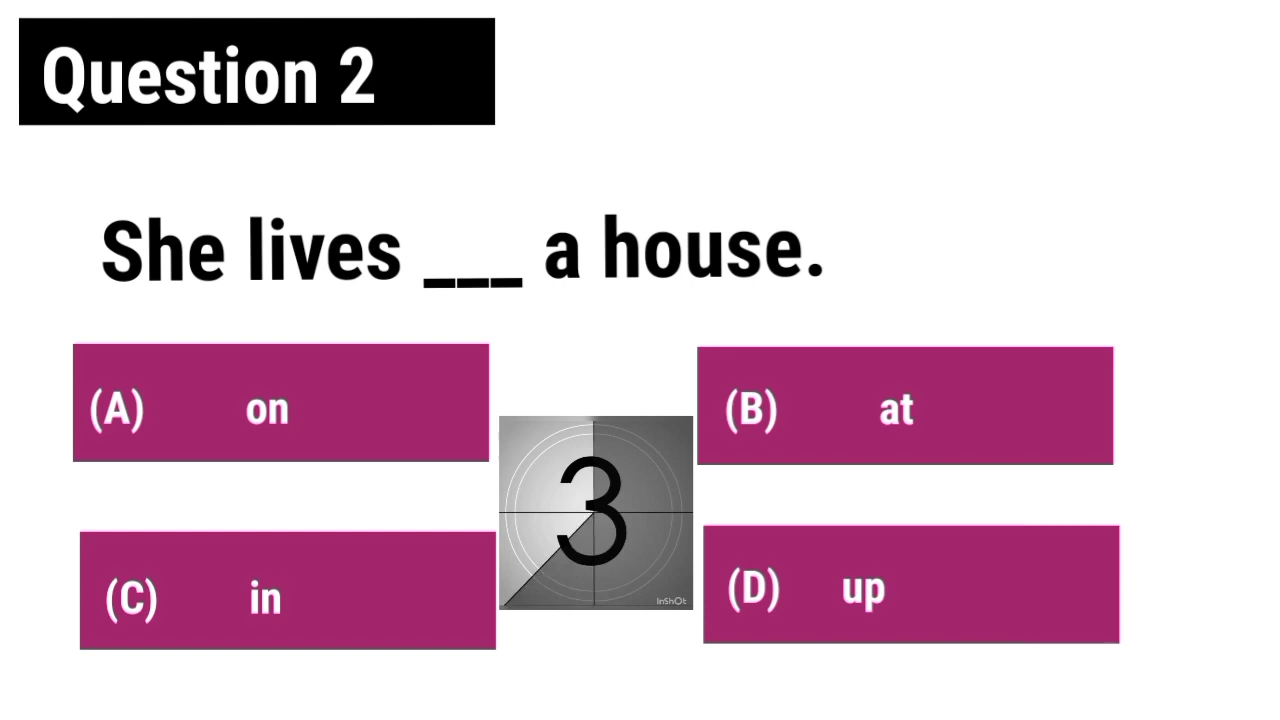 Question 2
She lives ___ a house.
(A) on
(B) at
3
(C) in
(D) up
InShOt